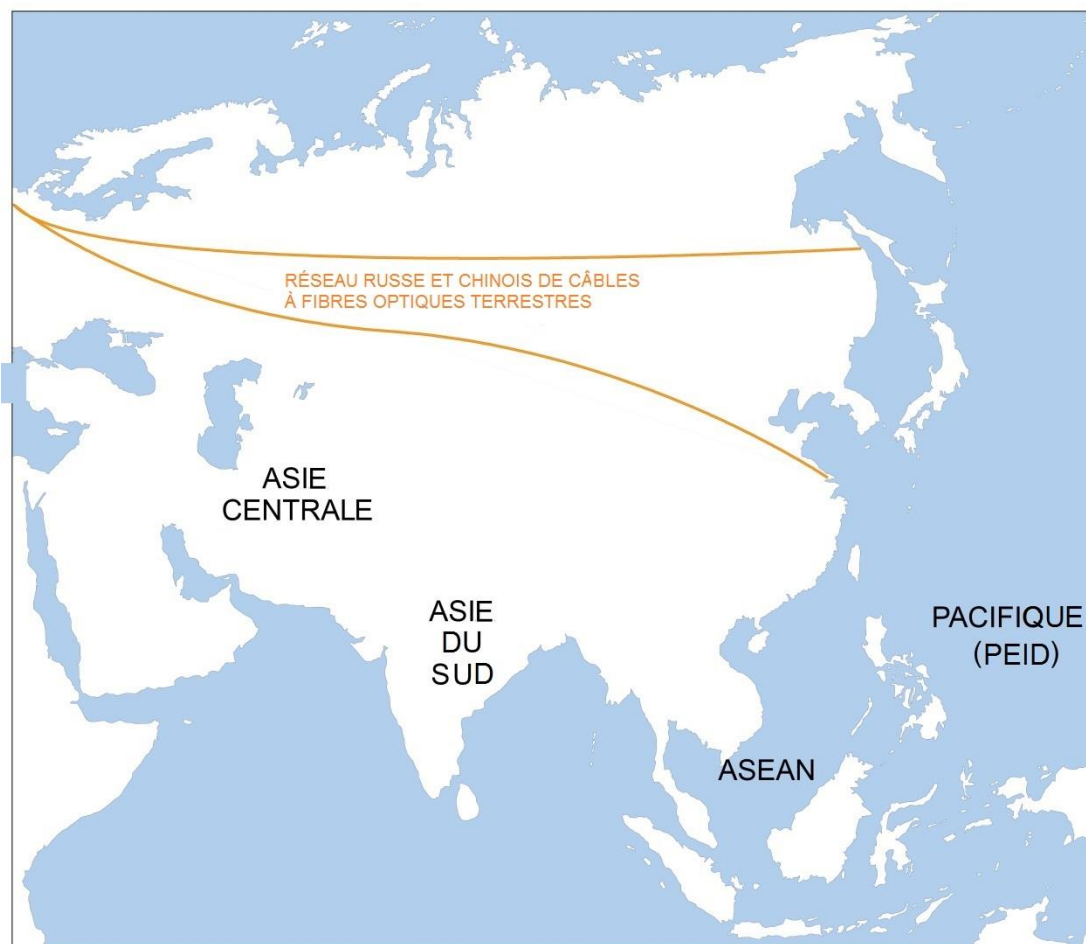 RÉSEAU RUSSE ET CHINOIS DE CÂBLES
À FIBRES OPTIQUES TERRESTRES
ASIE
CENTRALE
ASIE
DU
SUD
PACIFIQUE
(PEID)
ASEAN